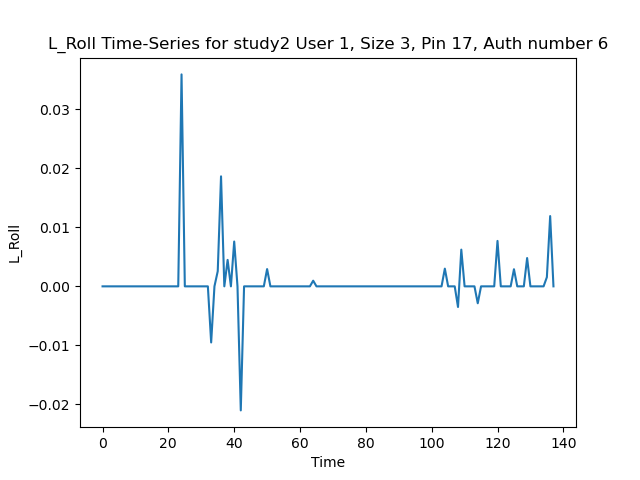 L_Roll Time-Series for study2 User 1, Size 3, Pin 17, Auth number 6
0.03
0.02
0.01
0.00
−0.01
−0.02
L_Roll
0 20 40 60 80 100 120 140
Time